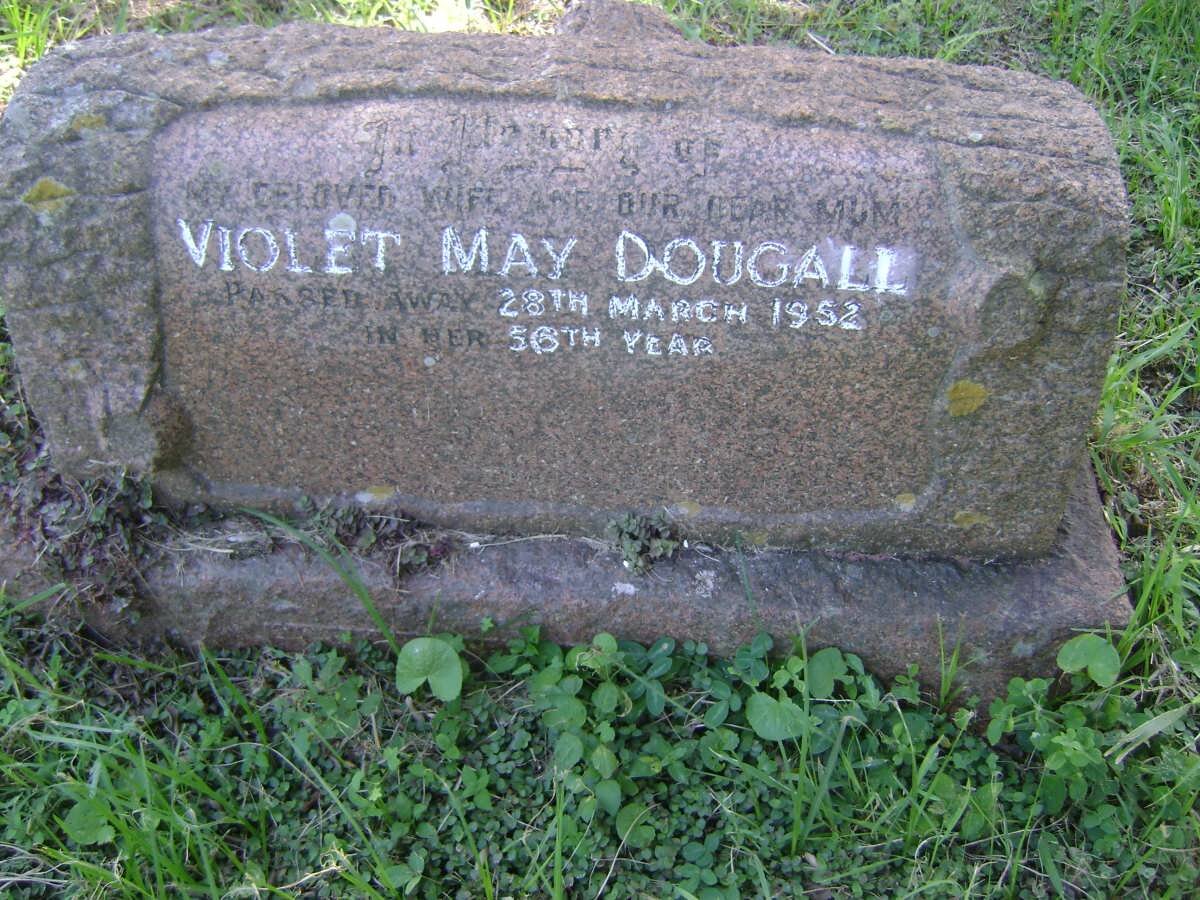 In Memory of
MY BELOVED WIFE AND OUR DEAR MUM
VIOLET MAY DOUGALL
PASSED AWAY 28TH MARCH 1952
IN HER 56TH YEAR